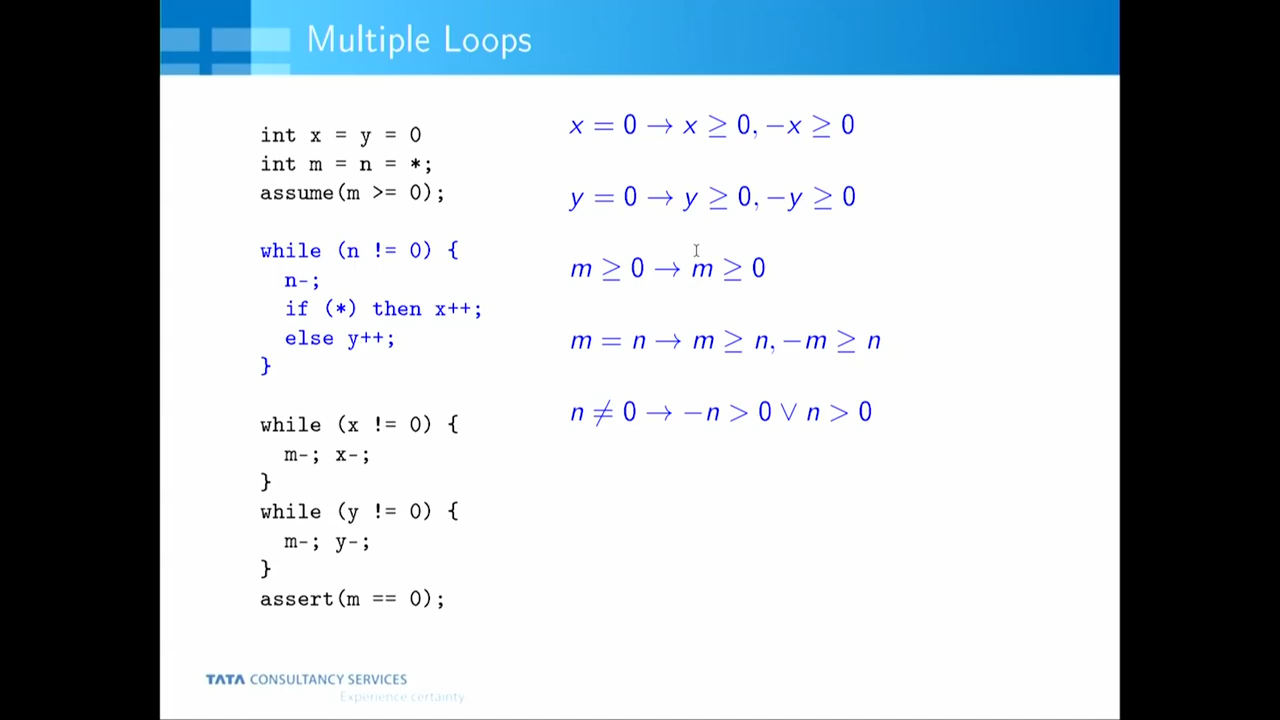 Multiple Loops
int x = y = 0
int m = n = *;
assume(m >= 0);
while (n != 0) {
n-;
if (*) then x++;
else y++;
}
while (x != 0) {
m-; x-;
}
while (y != 0) {
m-; y-;
}
assert(m == 0);
x = 0 → x ≥ 0, −x ≥ 0
y = 0 → y ≥ 0, −y ≥ 0
m ≥ 0 → m ≥ 0
m = n → m ≥ n, −m ≥ n
n ≠ 0 → −n > 0 ∨ n > 0
TATA CONSULTANCY SERVICES
Experience certainty